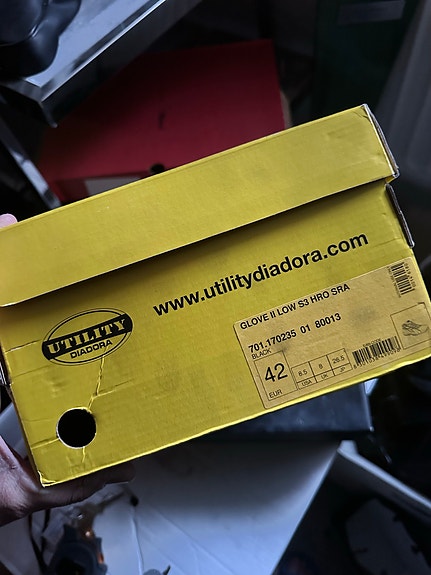 www.utilitydiadora.com
UTILITY
DIADORA
GLOVE II LOW S3 HRO SRA
701.170235 01 80013
BLACK
42
EUR
8.5
USA
8
UK
26.5
JP